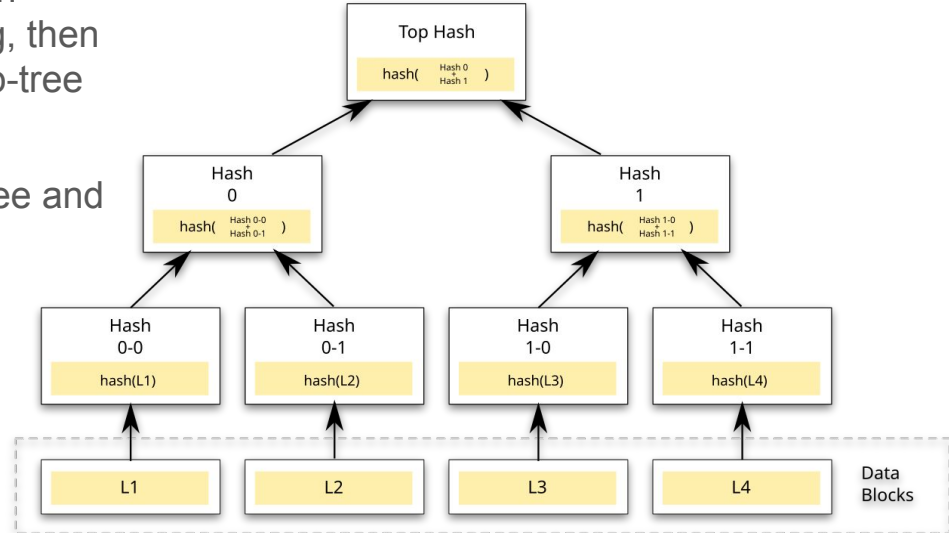 g, then
o-tree
ee and
Top Hash
hash( Hash 0 + Hash 1 )
Hash
0
hash( Hash 0-0 + Hash 0-1 )
Hash
1
hash( Hash 1-0 + Hash 1-1 )
Hash
0-0
hash(L1)
Hash
0-1
hash(L2)
Hash
1-0
hash(L3)
Hash
1-1
hash(L4)
L1
L2
L3
L4
Data
Blocks